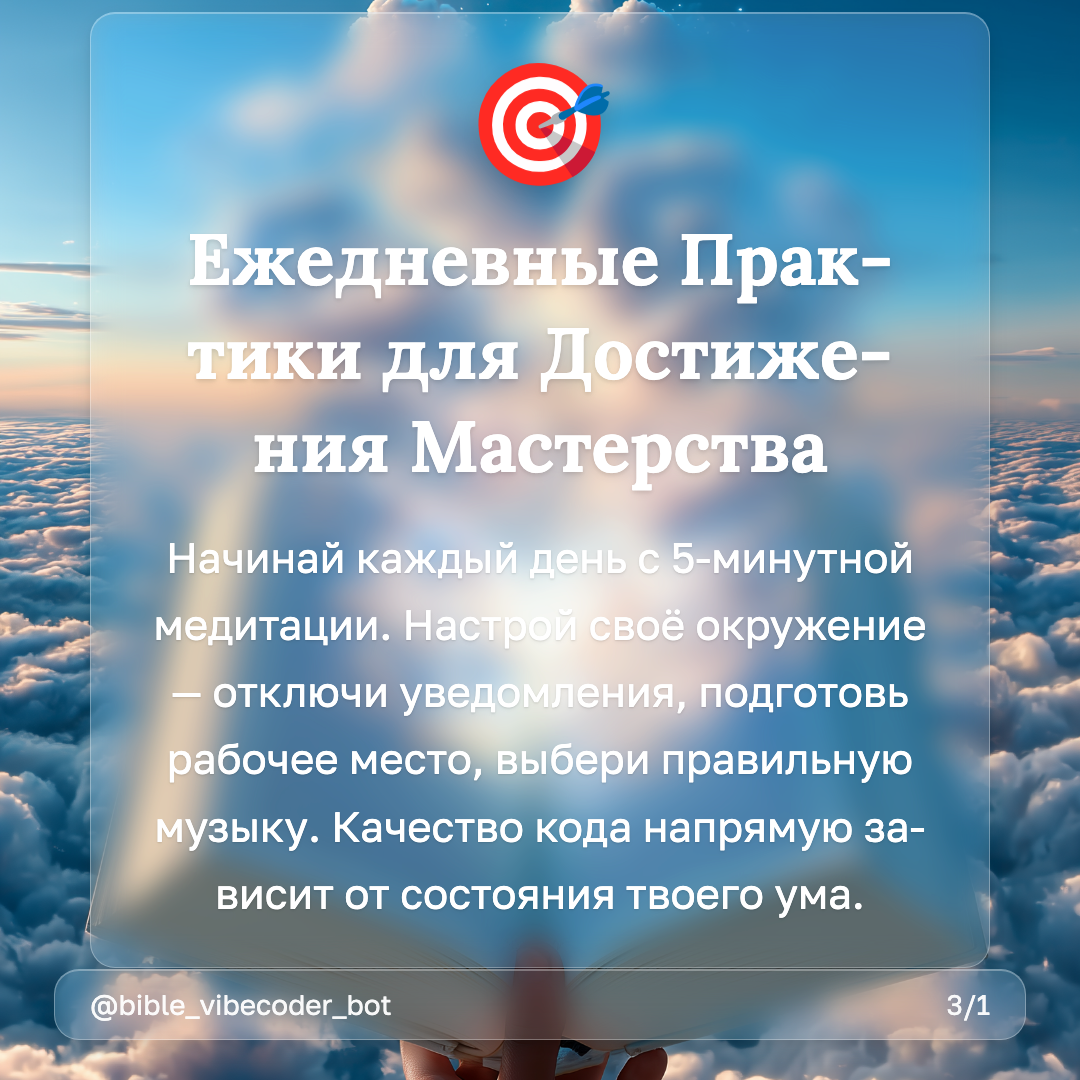 Ежедневные Прак-
тики для Достиже-
ния Мастерства
Начинай каждый день с 5-минутной
медитации. Настрой своё окружение
— отключи уведомления, подготовь
рабочее место, выбери правильную
музыку. Качество кода напрямую за-
висит от состояния твоего ума.
@bible_vibecoder_bot 3/1